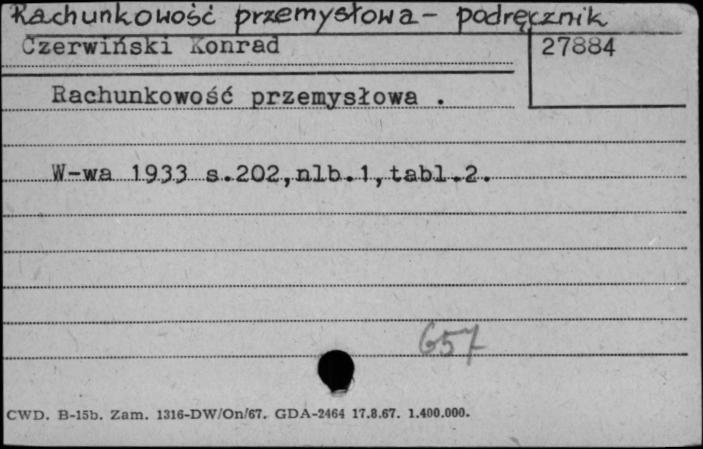 Rachunkowość przemysłowa - podręcznik
Czerwiński Konrad
27884
Rachunkowość przemysłowa .
W-wa 1933 s.202,nlb.1,tabl.2.
657
CWD. B-15b. Zam. 1316-DW/On/67. GDA-2464 17.8.67. 1.400.000.